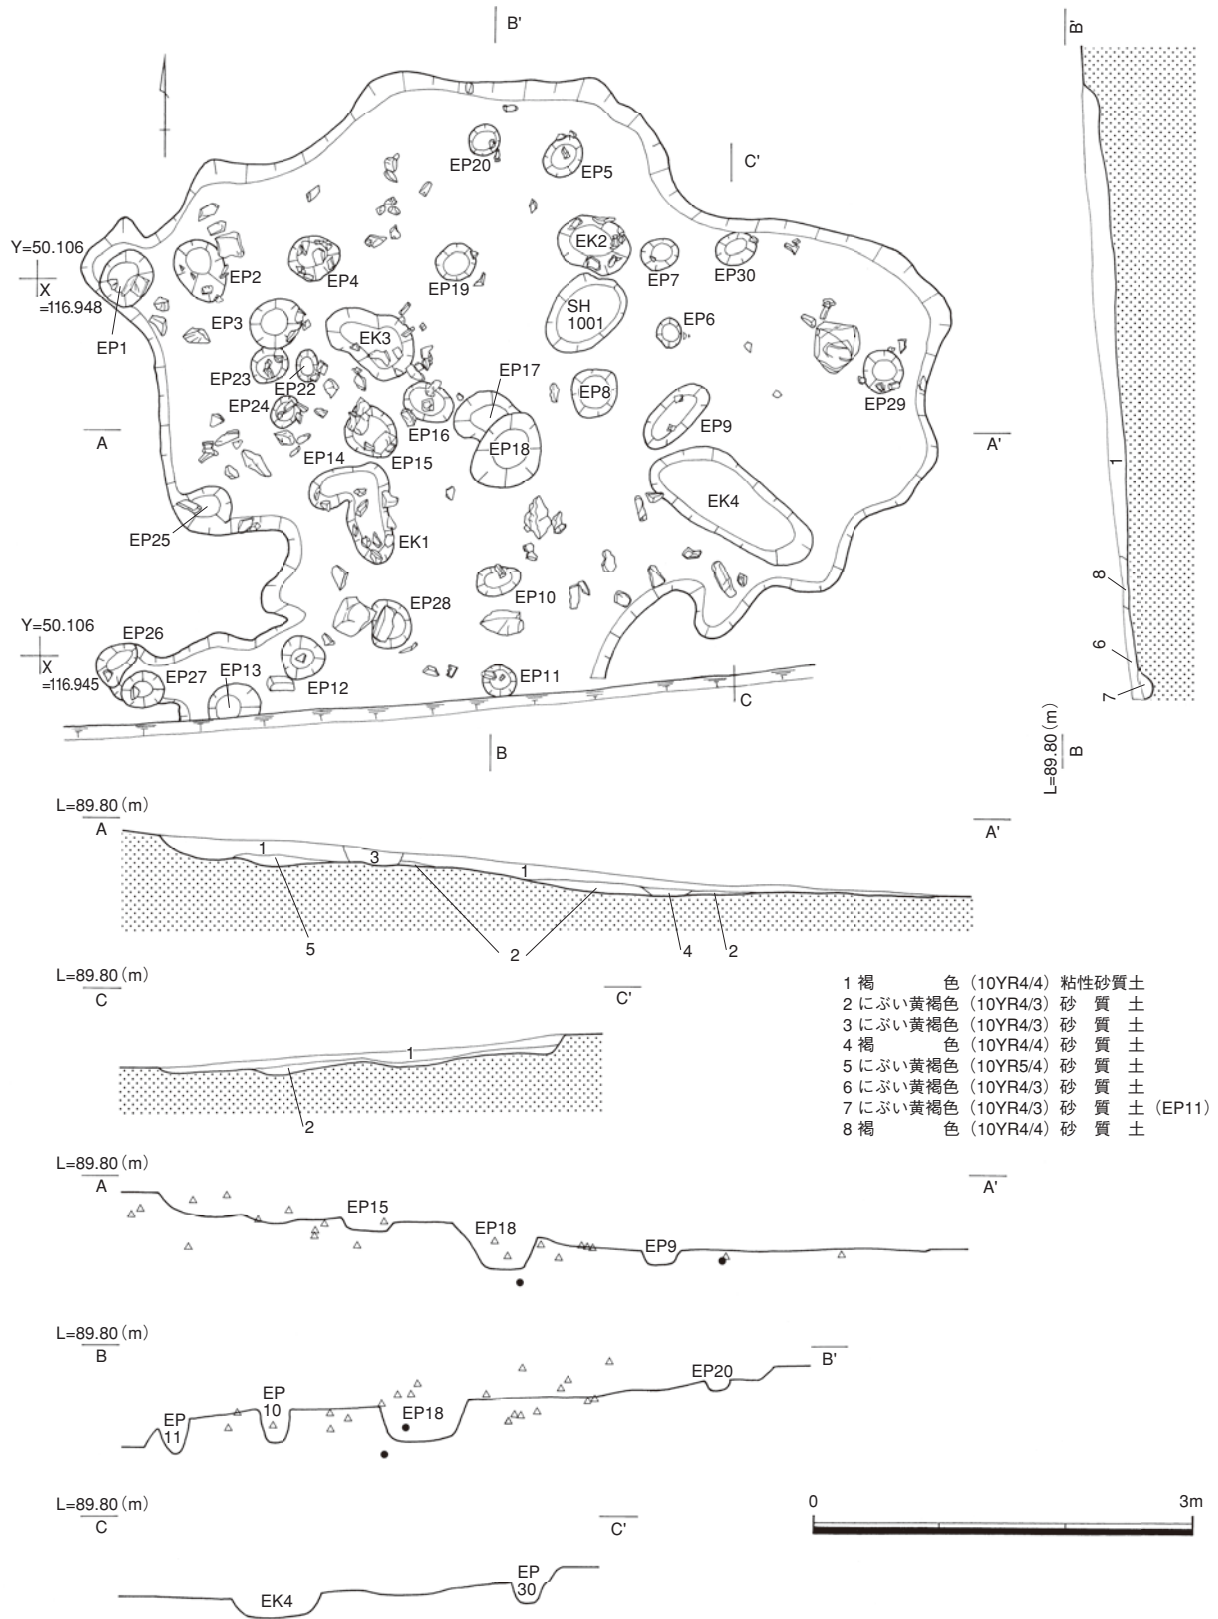 B'
B'
C'
EP20
EP5
Y=50.106
X
=116.948
EK2
EP2
EP4
EP19
EP7
EP30
EP1
EP3
EK3
SH
1001
EP6
EP23
EP22
EP17
EP8
EP29
EP24
EP16
EP9
A
EP14
EP15
EP18
A'
EK4
EP25
EK1
EP10
EP28
Y=50.106
X
=116.945
EP26
EP27
EP13
EP12
EP11
C
B
1
8
6
7
L=89.80(m)
B
L=89.80(m)
A
A'
1
3
1
5
2
4
2
L=89.80(m)
C
C'
1
2
1 褐　　　　色（10YR4/4）粘性砂質土
2 にぶい黄褐色（10YR4/3）砂　質　土
3 にぶい黄褐色（10YR4/3）砂　質　土
4 褐　　　　色（10YR4/4）砂　質　土
5 にぶい黄褐色（10YR5/4）砂　質　土
6 にぶい黄褐色（10YR4/3）砂　質　土
7 にぶい黄褐色（10YR4/3）砂　質　土（EP11）
8 褐　　　　色（10YR4/4）砂　質　土
L=89.80(m)
A
A'
EP15
EP18
EP9
L=89.80(m)
B
B'
EP
11
EP
10
EP18
EP20
L=89.80(m)
C
C'
EK4
EP
30
0
3m